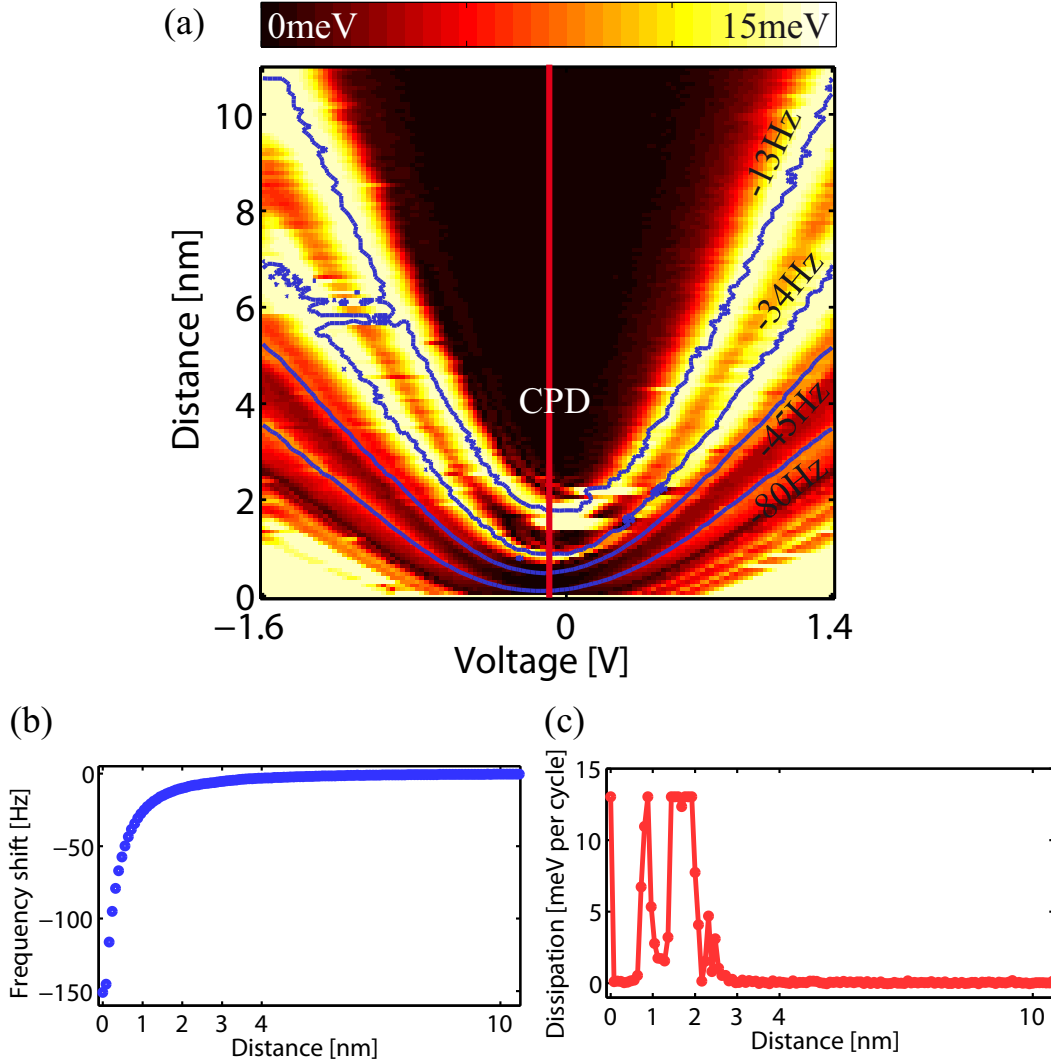 (a)
0meV 15meV
10
8
6
4
2
0
Distance [nm]
-13Hz
-34Hz
-45Hz
-80Hz
CPD
−1.6 0 1.4
Voltage [V]
(b)
0
−50
−100
−150
Frequency shift [Hz]
0 1 2 3 4 10
Distance [nm]
(c)
15
10
5
0
Dissipation [meV per cycle]
0 1 2 3 4 10
Distance [nm]